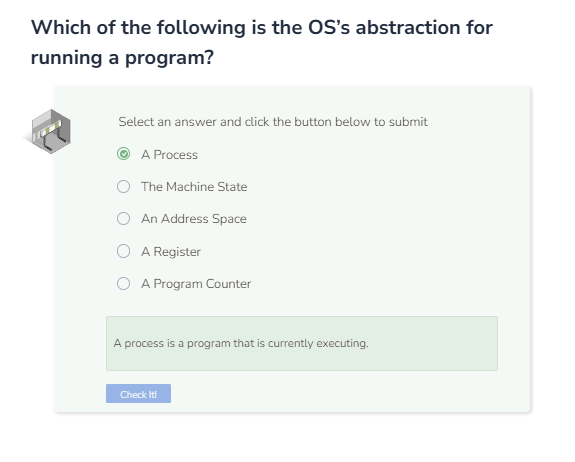 Which of the following is the OS’s abstraction for
running a program?
Select an answer and click the button below to submit
A Process
The Machine State
An Address Space
A Register
A Program Counter
A process is a program that is currently executing.
Check It!